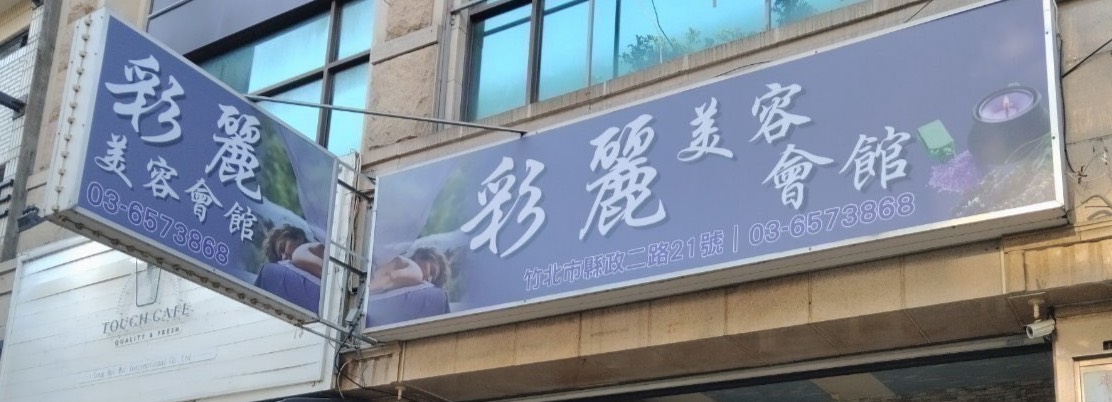 彩麗
美容會館
03-6573868
彩麗美容會館
竹北市縣政二路21號｜03-6573868
TOUCH CAFE
QUALITY & FRESH